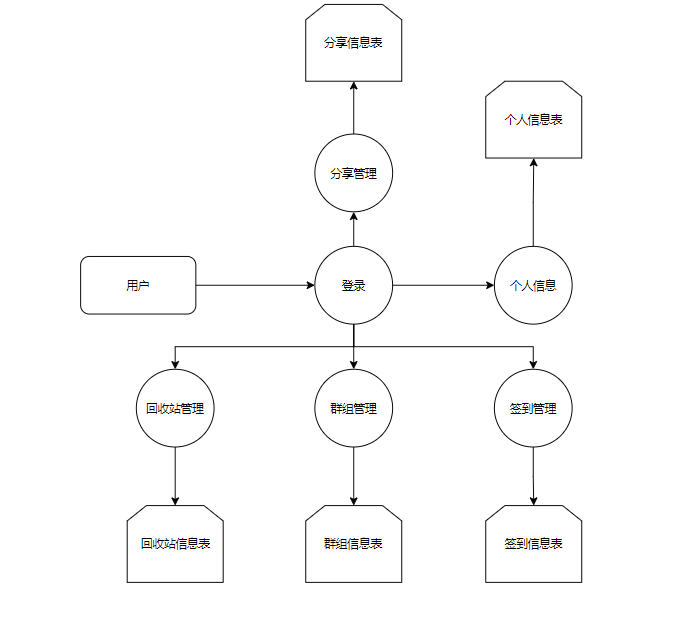 分享信息表
个人信息表
分享管理
用户
登录
个人信息
回收站管理
群组管理
签到管理
回收站信息表
群组信息表
签到信息表